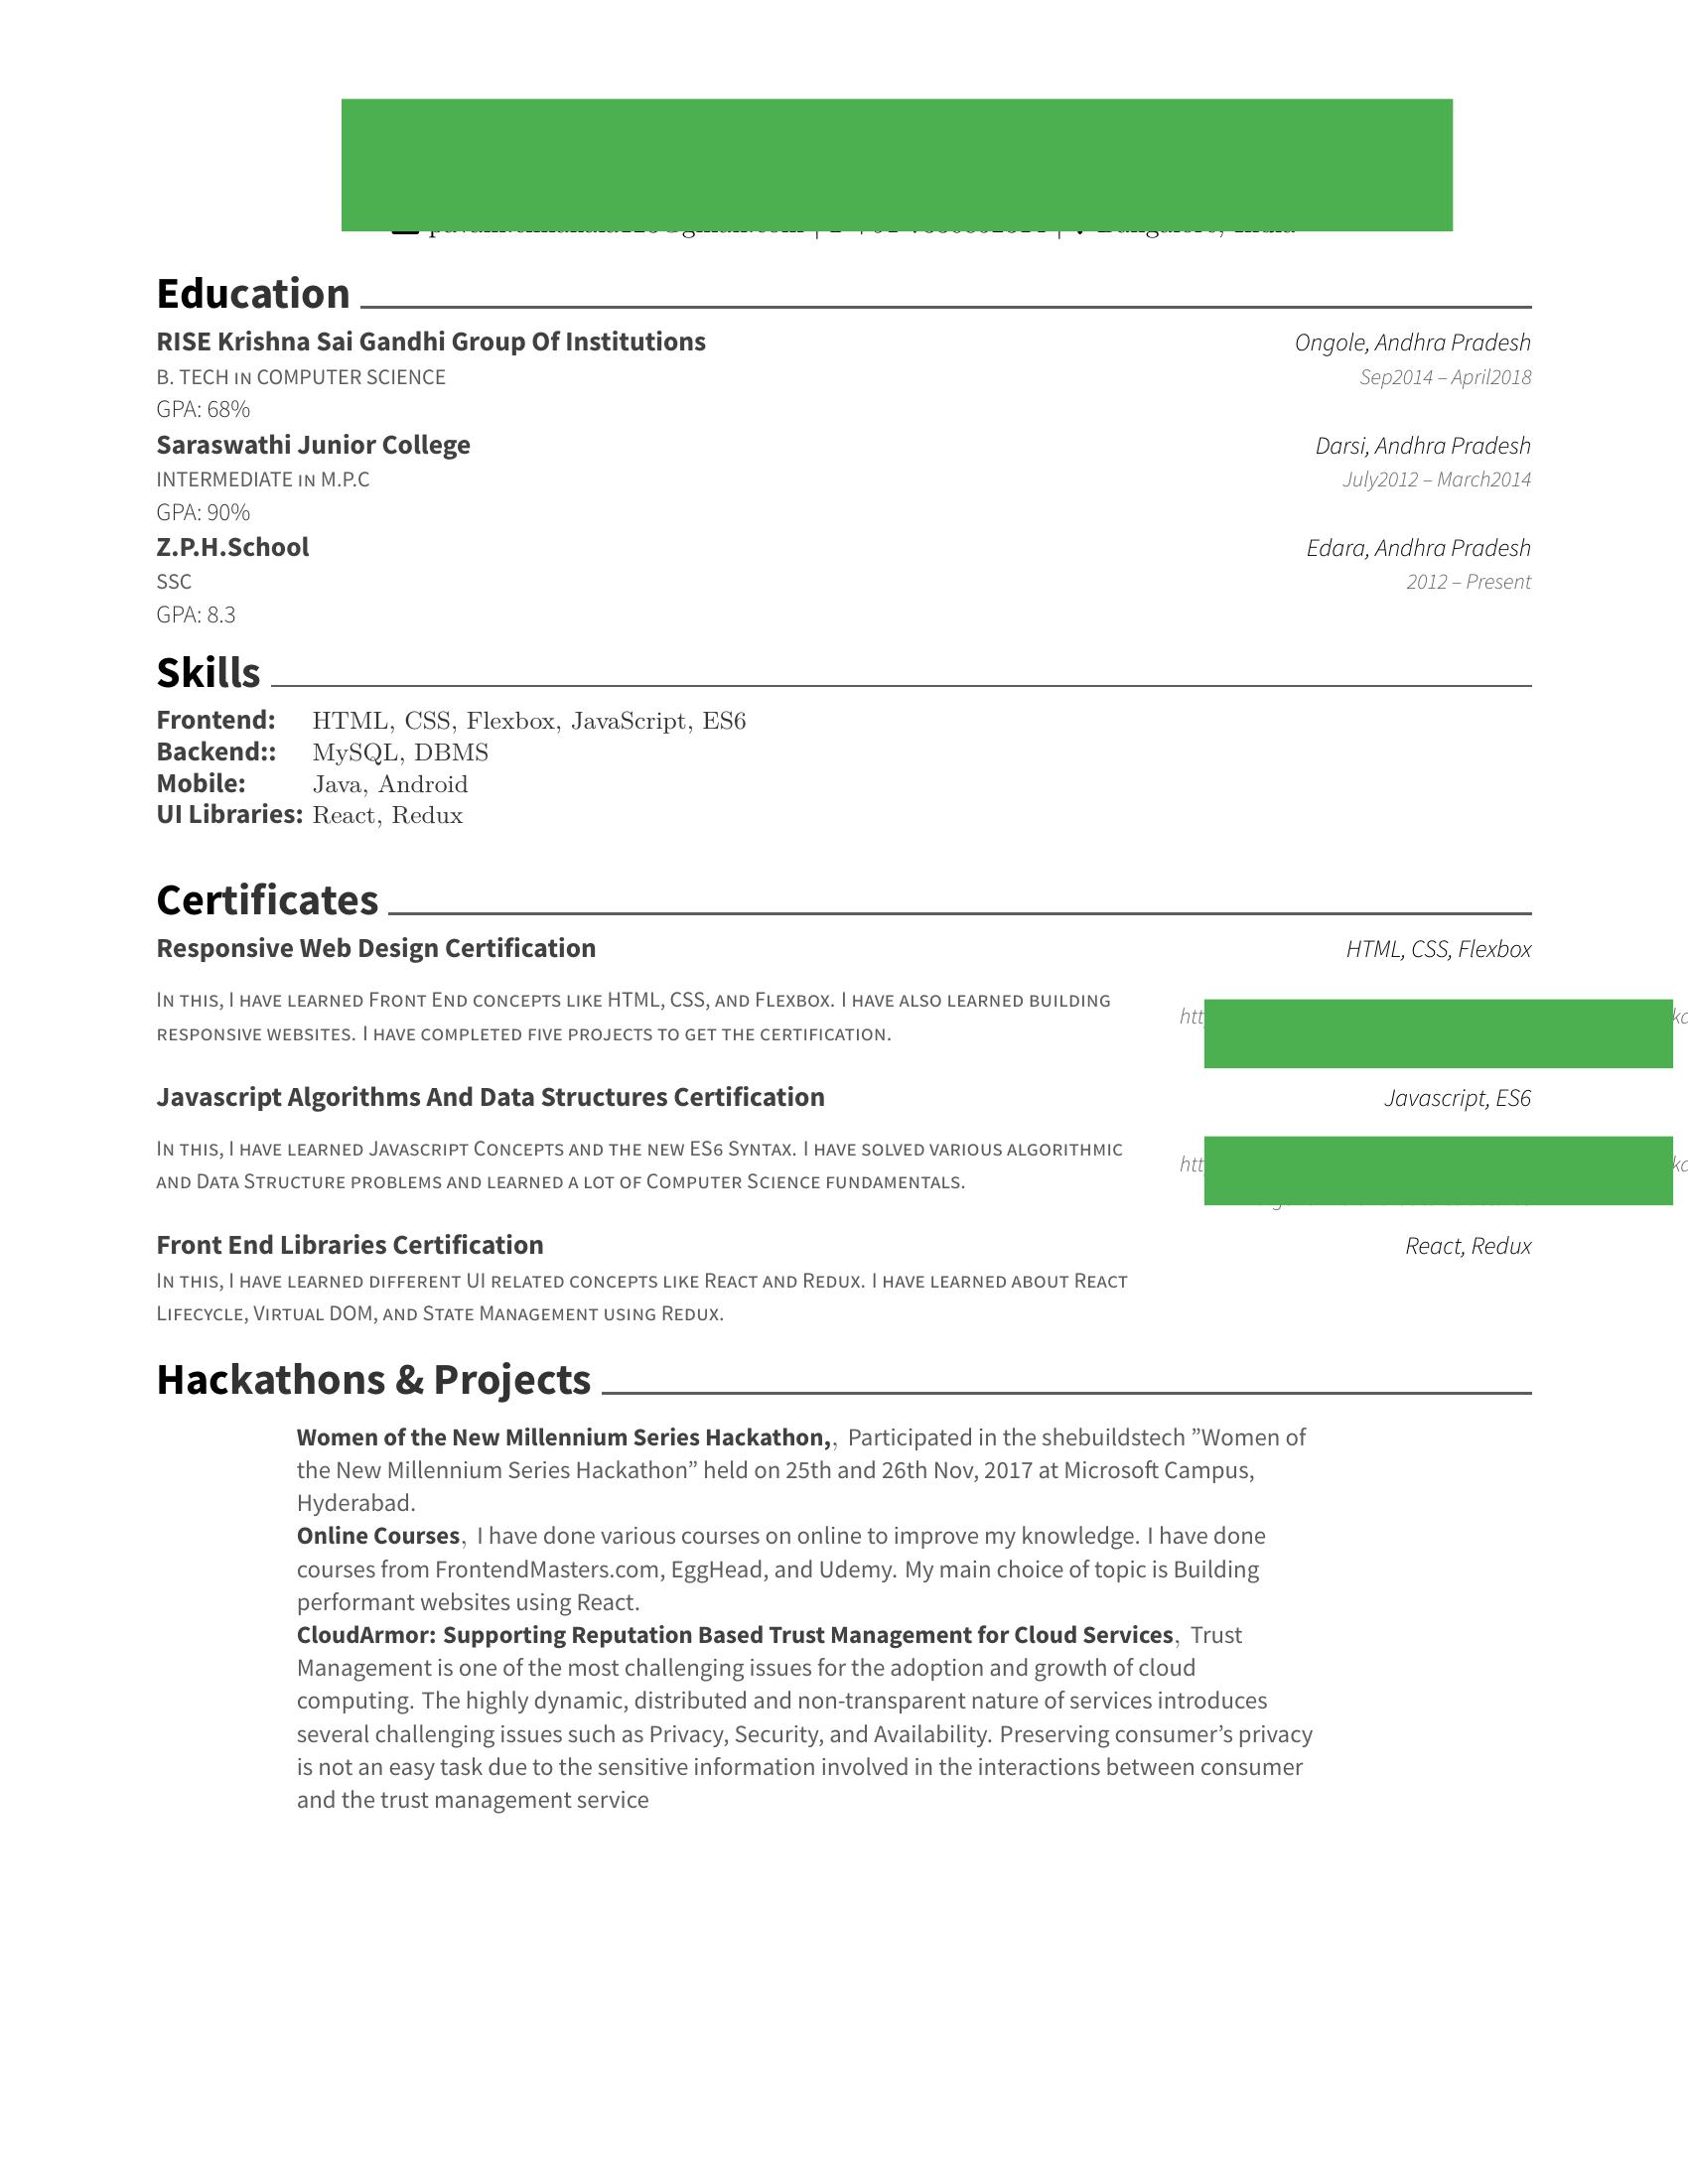 Education
RISE Krishna Sai Gandhi Group Of Institutions Ongole, Andhra Pradesh
B. TECH IN COMPUTER SCIENCE Sep2014 – April2018
GPA: 68%
Saraswathi Junior College Darsi, Andhra Pradesh
INTERMEDIATE IN M.P.C July2012 – March2014
GPA: 90%
Z.P.H.School Edara, Andhra Pradesh
SSC 2012 – Present
GPA: 8.3
Skills
Frontend: HTML, CSS, Flexbox, JavaScript, ES6
Backend:: MySQL, DBMS
Mobile: Java, Android
UI Libraries: React, Redux
Certificates
Responsive Web Design Certification HTML, CSS, Flexbox
In this, I have learned Front End concepts like HTML, CSS, and Flexbox. I have also learned building
responsive websites. I have completed five projects to get the certification.
Javascript Algorithms And Data Structures Certification Javascript, ES6
In this, I have learned Javascript Concepts and the new ES6 Syntax. I have solved various algorithmic
and Data Structure problems and learned a lot of Computer Science fundamentals.
Front End Libraries Certification React, Redux
In this, I have learned different UI related concepts like React and Redux. I have learned about React
Lifecycle, Virtual DOM, and State Management using Redux.
Hackathons & Projects
Women of the New Millennium Series Hackathon,, Participated in the shebuildstech ”Women of
the New Millennium Series Hackathon” held on 25th and 26th Nov, 2017 at Microsoft Campus,
Hyderabad.
Online Courses, I have done various courses on online to improve my knowledge. I have done
courses from FrontendMasters.com, EggHead, and Udemy. My main choice of topic is Building
performant websites using React.
CloudArmor: Supporting Reputation Based Trust Management for Cloud Services, Trust
Management is one of the most challenging issues for the adoption and growth of cloud
computing. The highly dynamic, distributed and non-transparent nature of services introduces
several challenging issues such as Privacy, Security, and Availability. Preserving consumer’s privacy
is not an easy task due to the sensitive information involved in the interactions between consumer
and the trust management service